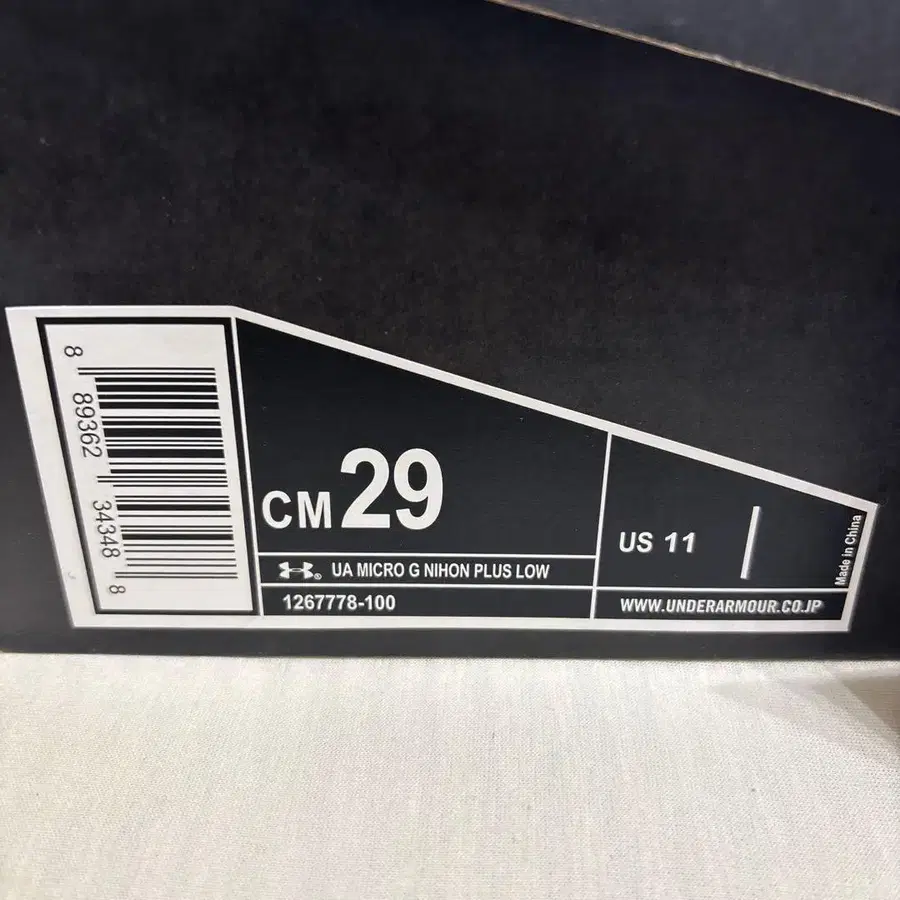 8 89362 34348 8
CM 29
UA MICRO G NIHON PLUS LOW
1267778-100
US 11
WWW.UNDERARMOUR.CO.JP
Made in China